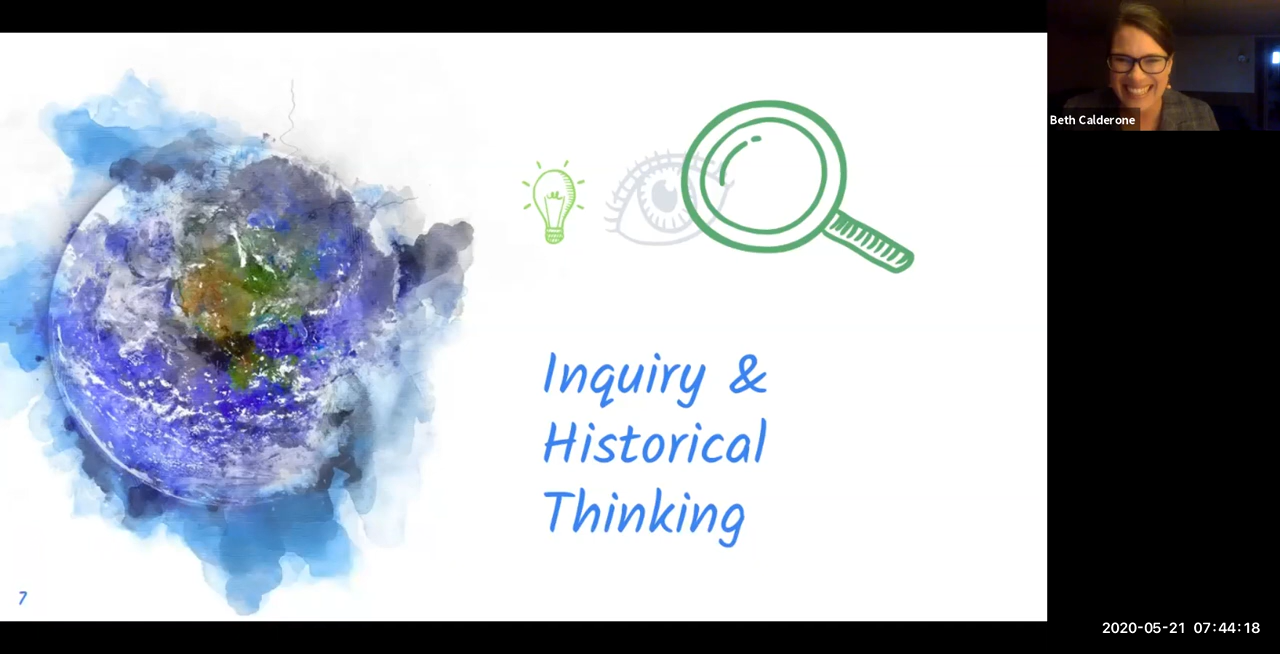 Beth Calderone
Inquiry &
Historical
Thinking
7
2020-05-21 07:44:18